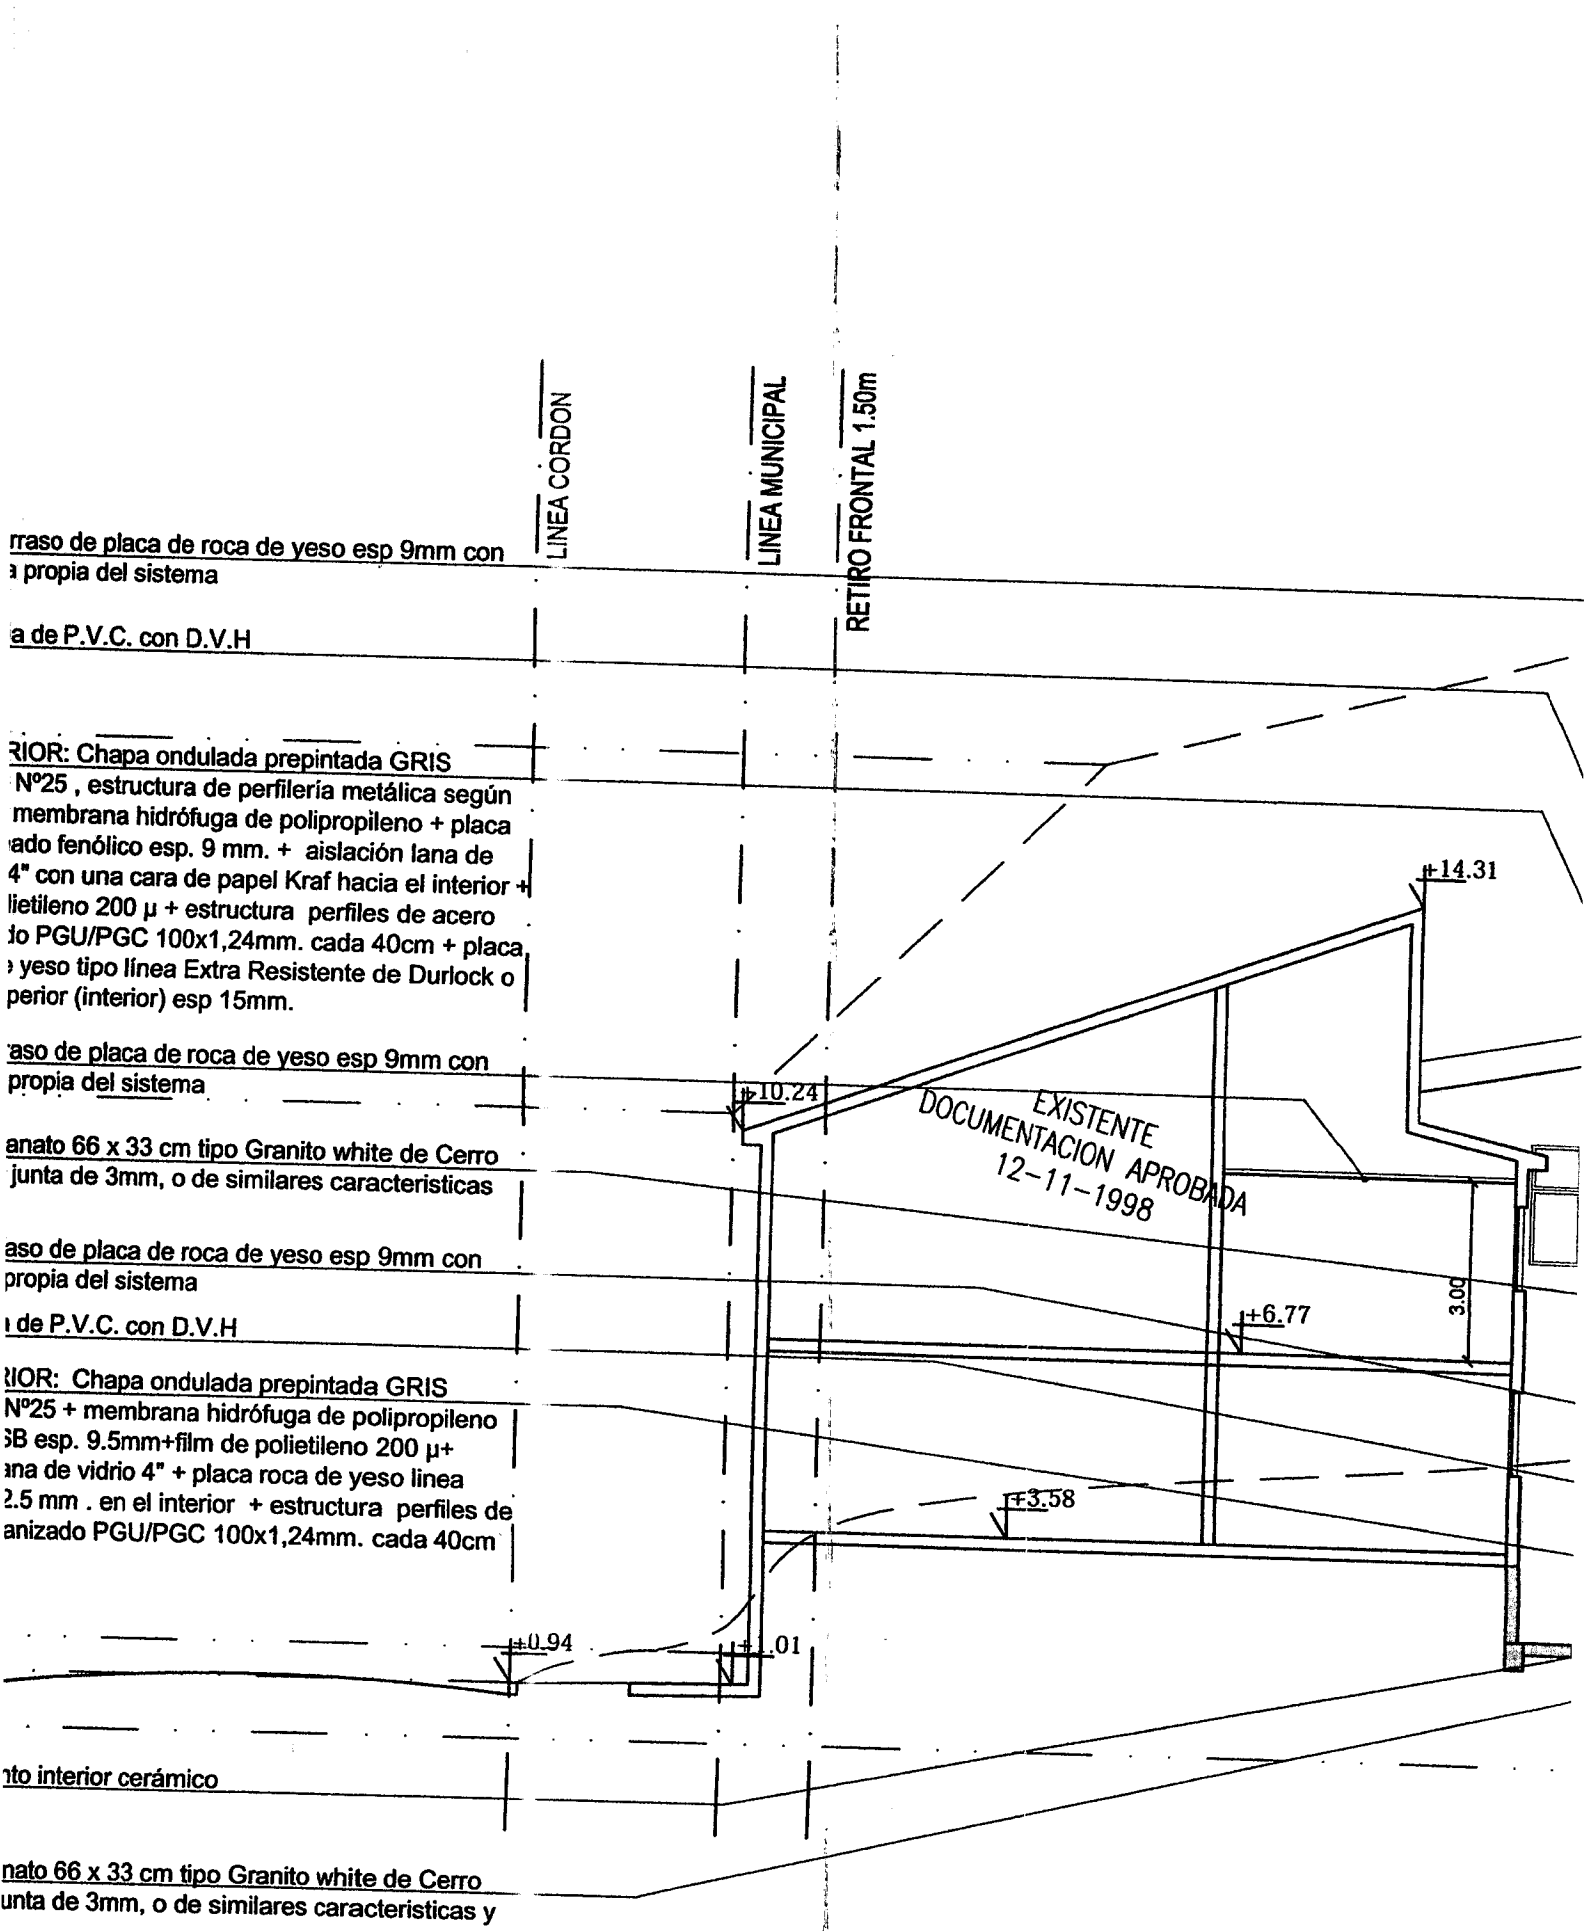 LINEA CORDON
LINEA MUNICIPAL
RETIRO FRONTAL 1.50m
rraso de placa de roca de yeso esp 9mm con
a propia del sistema
a de P.V.C. con D.V.H
RIOR: Chapa ondulada prepintada GRIS
Nº25 , estructura de perfilería metálica según
membrana hidrófuga de polipropileno + placa
ado fenólico esp. 9 mm. + aislación lana de
4" con una cara de papel Kraf hacia el interior +
lietileno 200 µ + estructura perfiles de acero
do PGU/PGC 100x1,24mm. cada 40cm + placa
e yeso tipo línea Extra Resistente de Durlock o
perior (interior) esp 15mm.
aso de placa de roca de yeso esp 9mm con
propia del sistema
anato 66 x 33 cm tipo Granito white de Cerro
junta de 3mm, o de similares caracteristicas
aso de placa de roca de yeso esp 9mm con
propia del sistema
a de P.V.C. con D.V.H
RIOR: Chapa ondulada prepintada GRIS
Nº25 + membrana hidrófuga de polipropileno
SB esp. 9.5mm+film de polietileno 200 µ+
ana de vidrio 4" + placa roca de yeso linea
2.5 mm . en el interior + estructura perfiles de
anizado PGU/PGC 100x1,24mm. cada 40cm
nto interior cerámico
nato 66 x 33 cm tipo Granito white de Cerro
unta de 3mm, o de similares caracteristicas y
+14.31
+10.24
EXISTENTE
DOCUMENTACION APROBADA
12-11-1998
3.00
+6.77
+3.58
+0.94
+1.01